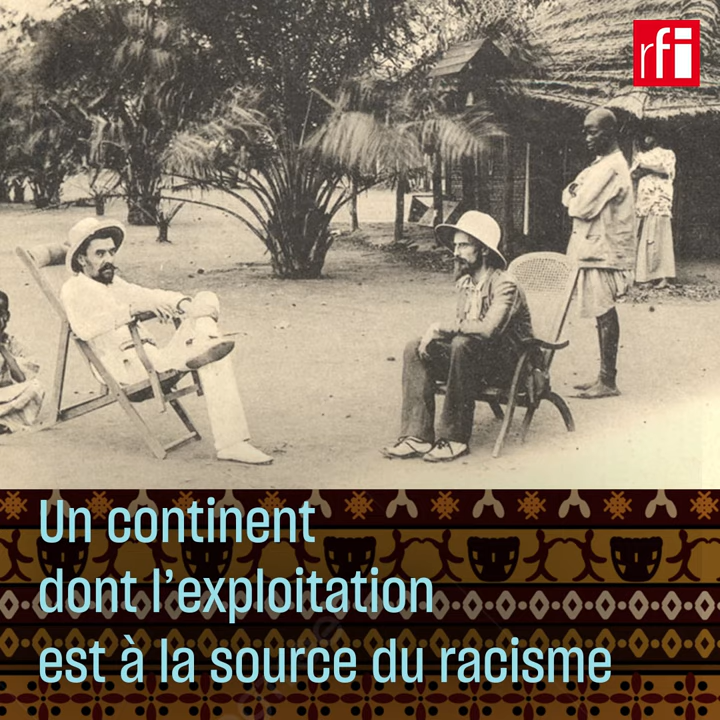 rfi
Un continent
dont l’exploitation
est à la source du racisme